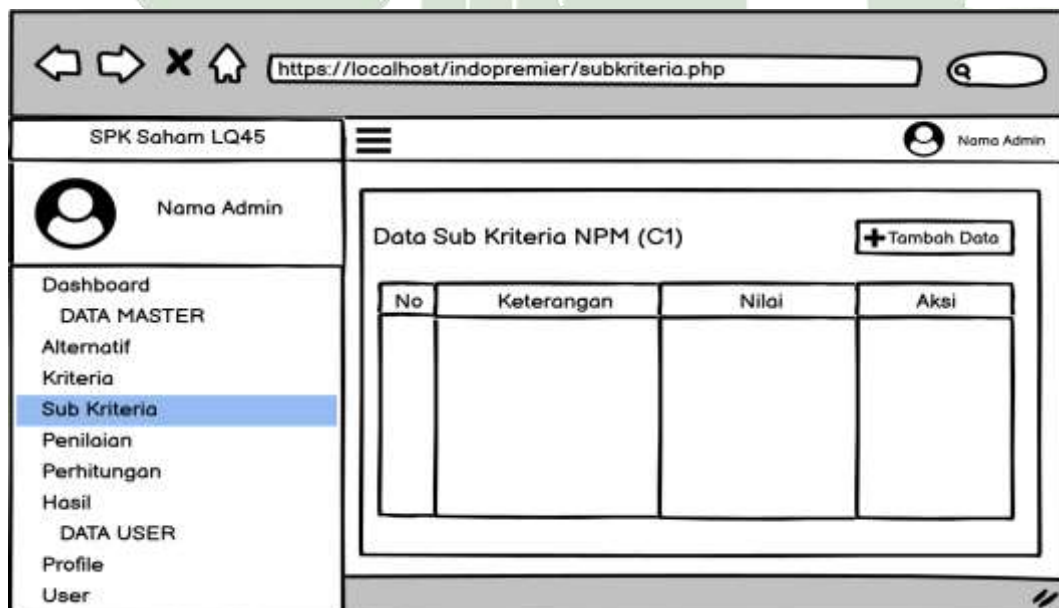 https://localhost/indopremier/subkriteria.php
SPK Saham LQ45
Nama Admin
Nama Admin
Dashboard
DATA MASTER
Alternatif
Kriteria
Sub Kriteria
Penilaian
Perhitungan
Hasil
DATA USER
Profile
User
Data Sub Kriteria NPM (C1)
Tambah Data
No Keterangan Nilai Aksi